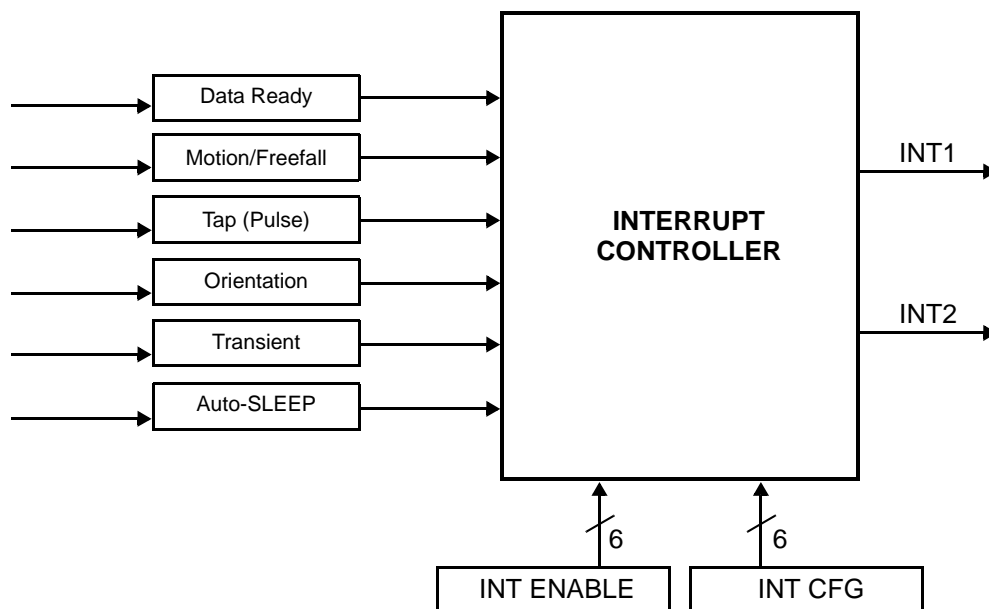 Data Ready
Motion/Freefall
Tap (Pulse)
Orientation
Transient
Auto-SLEEP
INTERRUPT
CONTROLLER
INT1
INT2
6
6
INT ENABLE
INT CFG